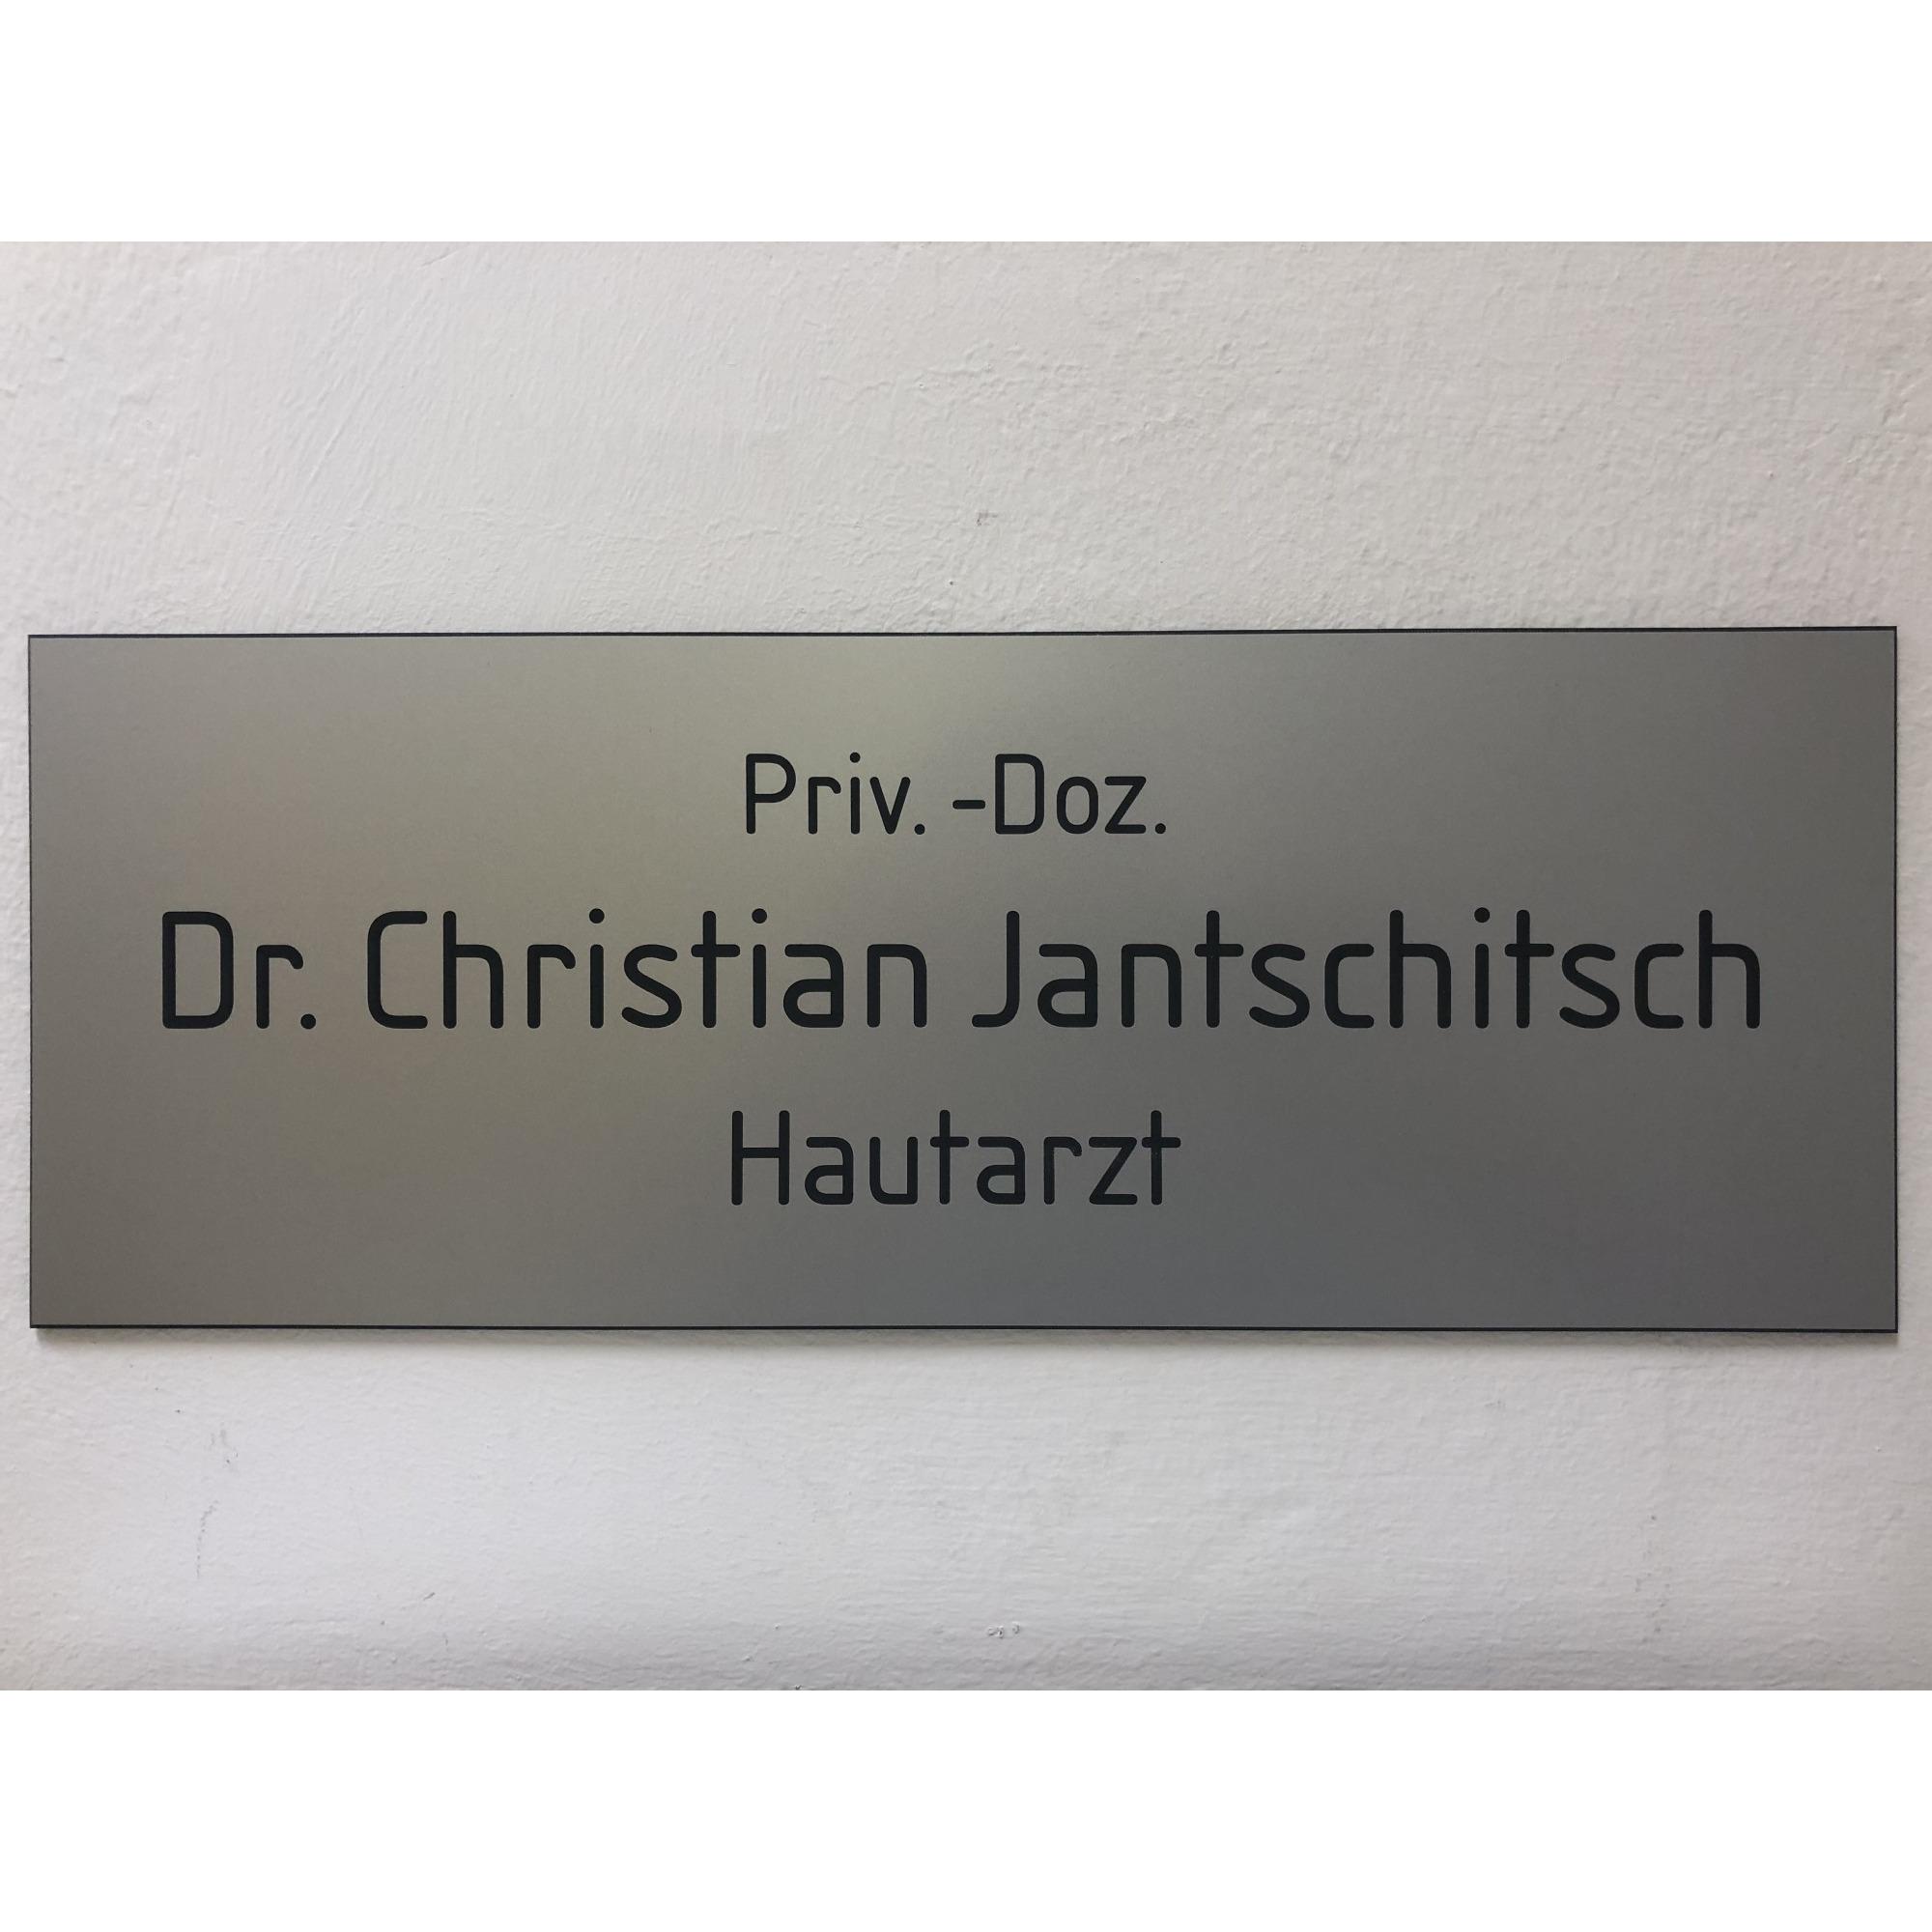 Priv. -Doz.
Dr. Christian Jantschitsch
Hautarzt